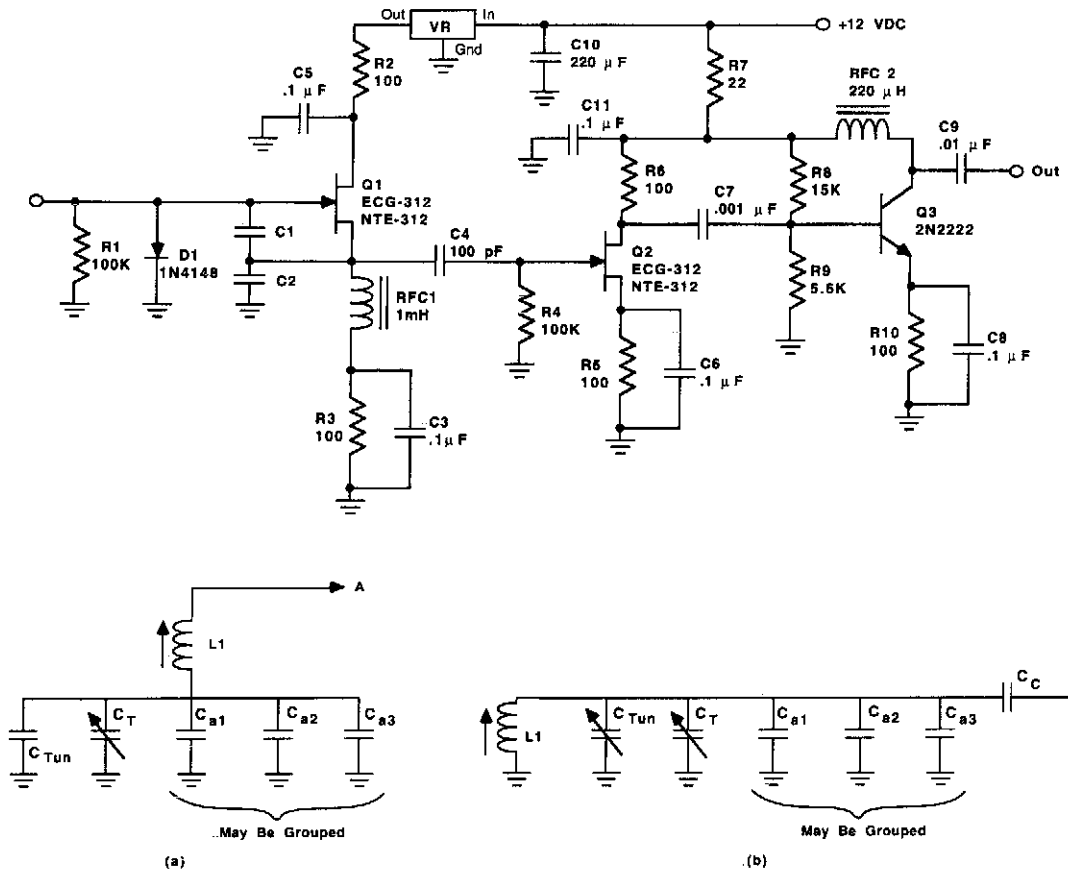 Out
VR
In
Gnd
+12 VDC
C10
220 μF
R2
100
C5
.1 μF
R7
22
RFC 2
220 μH
C11
.1 μF
C9
.01 μF
Out
R6
100
R8
15K
C7
.001 μF
Q1
ECG-312
NTE-312
Q3
2N2222
R1
100K
D1
1N4148
C1
C2
C4
100 pF
Q2
ECG-312
NTE-312
RFC1
1mH
R4
100K
R9
5.6K
R5
100
C6
.1 μF
R10
100
C8
.1 μF
R3
100
C3
.1μF
A
L1
C Tun
CT
Ca1
Ca2
Ca3
..May Be Grouped
(a)
L1
CTun
CT
Ca1
Ca2
Ca3
CC
May Be Grouped
.(b)